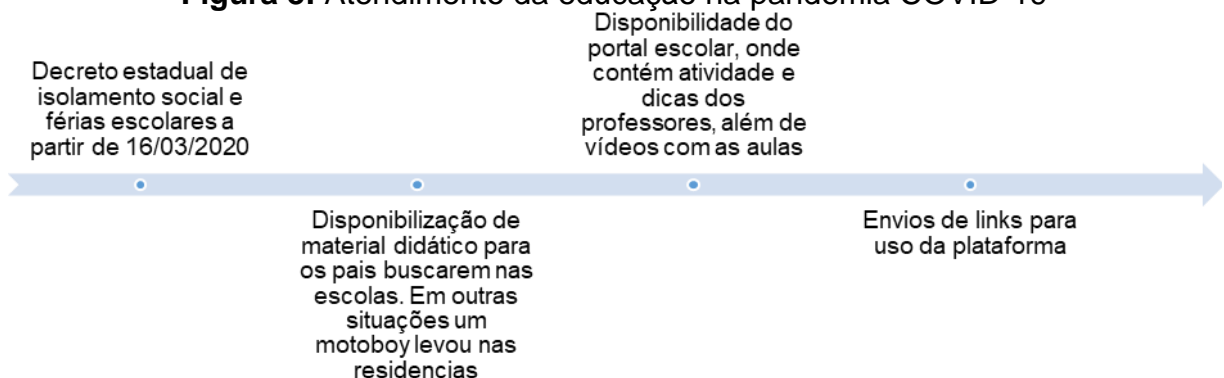 Figura Atendimento da educação na pandemia COVID-19
Decreto estadual de
isolamento social e
férias escolares a
partir de 16/03/2020
Disponibilização de
material didático para
os pais buscarem nas
escolas. Em outras
situações um
motoboy levou nas
residencias
Disponibilidade do
portal escolar, onde
contém atividade e
dicas dos
professores, além de
vídeos com as aulas
Envios de links para
uso da plataforma